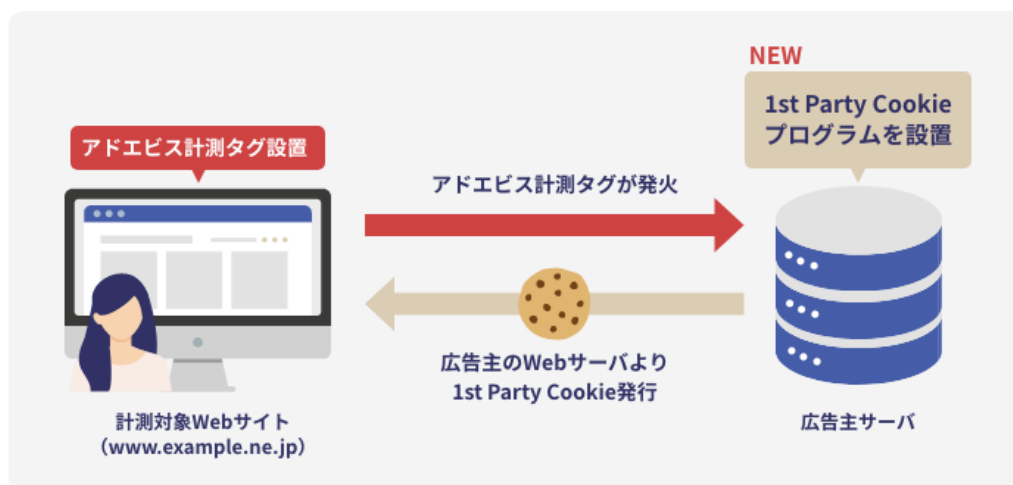 NEW
1st Party Cookie
プログラムを設置
アドエビス計測タグ設置
アドエビス計測タグが発火
広告主のWebサーバより
1st Party Cookie発行
計測対象Webサイト
（www.example.ne.jp）
広告主サーバ